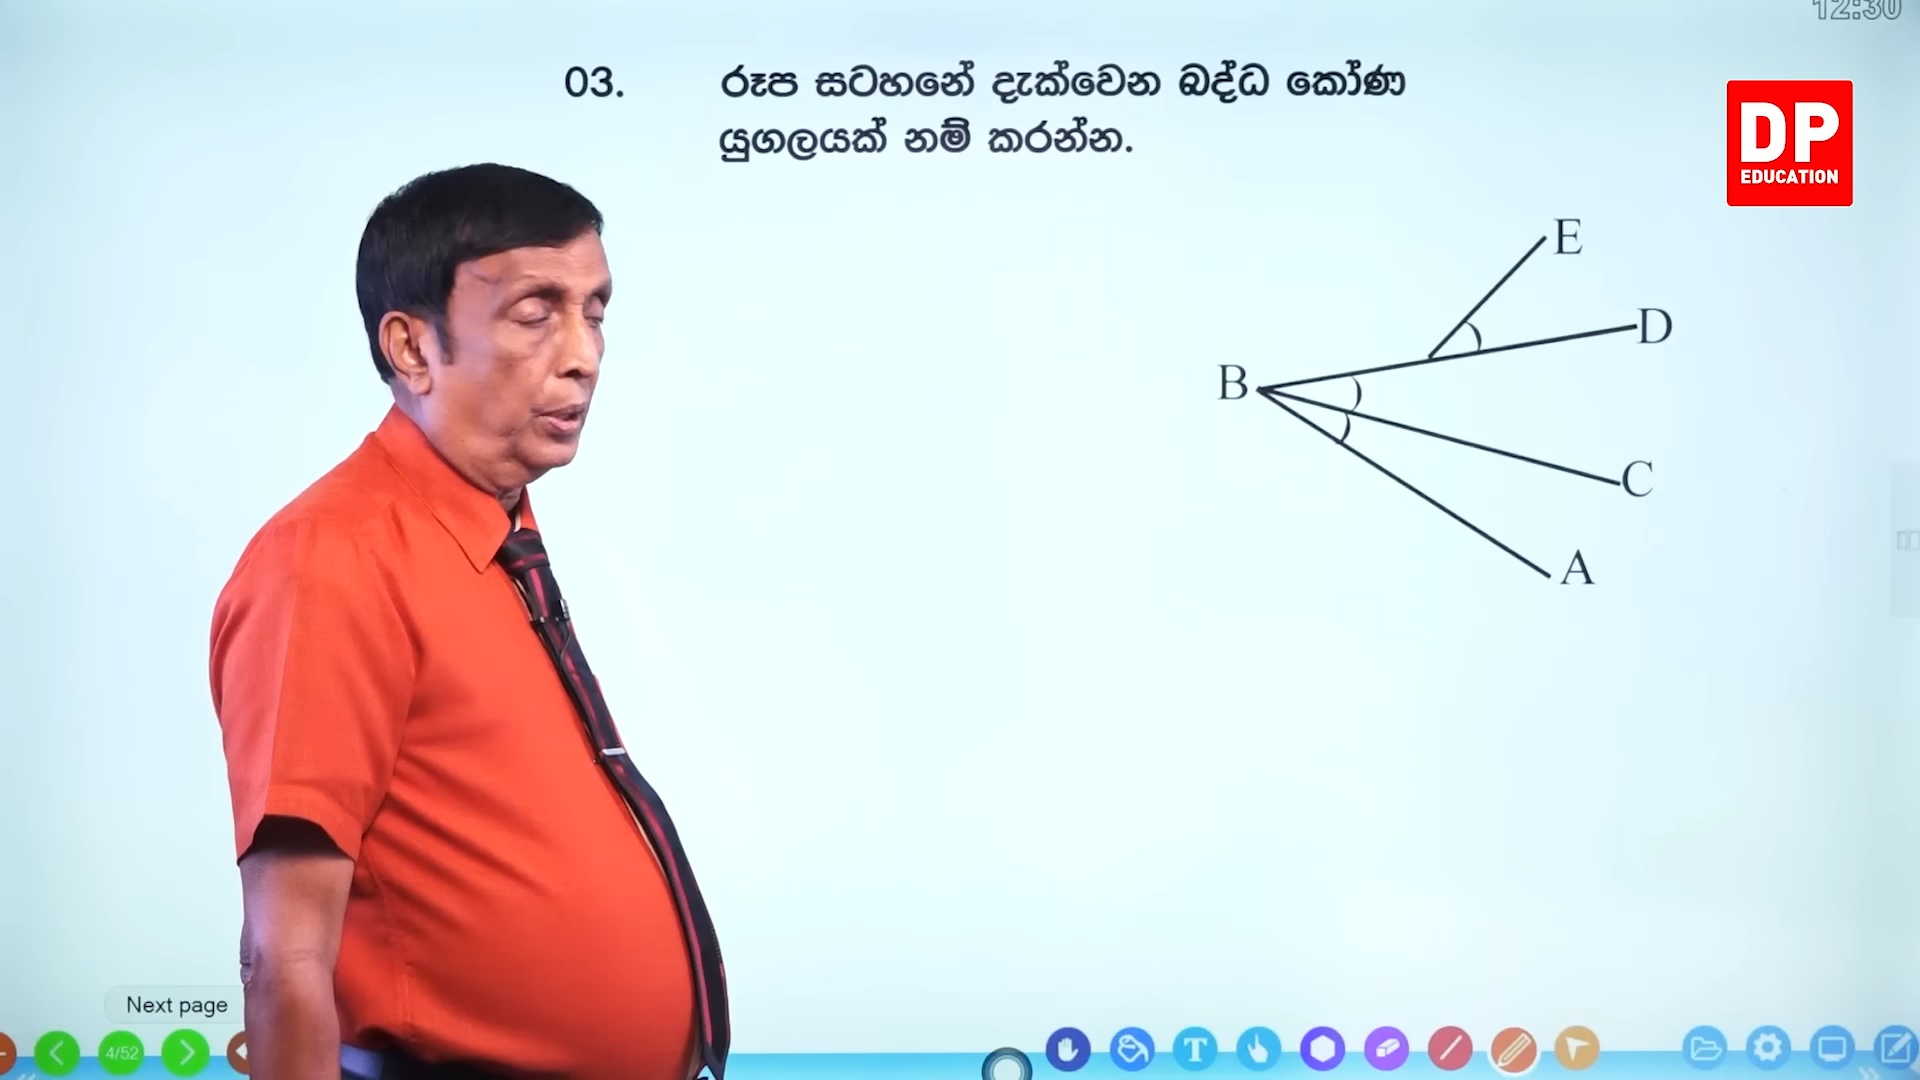 12:30
03. රූප සටහනේ දැක්වෙන බද්ධ කෝණ
යුගලයක් නම් කරන්න.
DP
EDUCATION
E
D
B
C
A
Next page
4/52
T